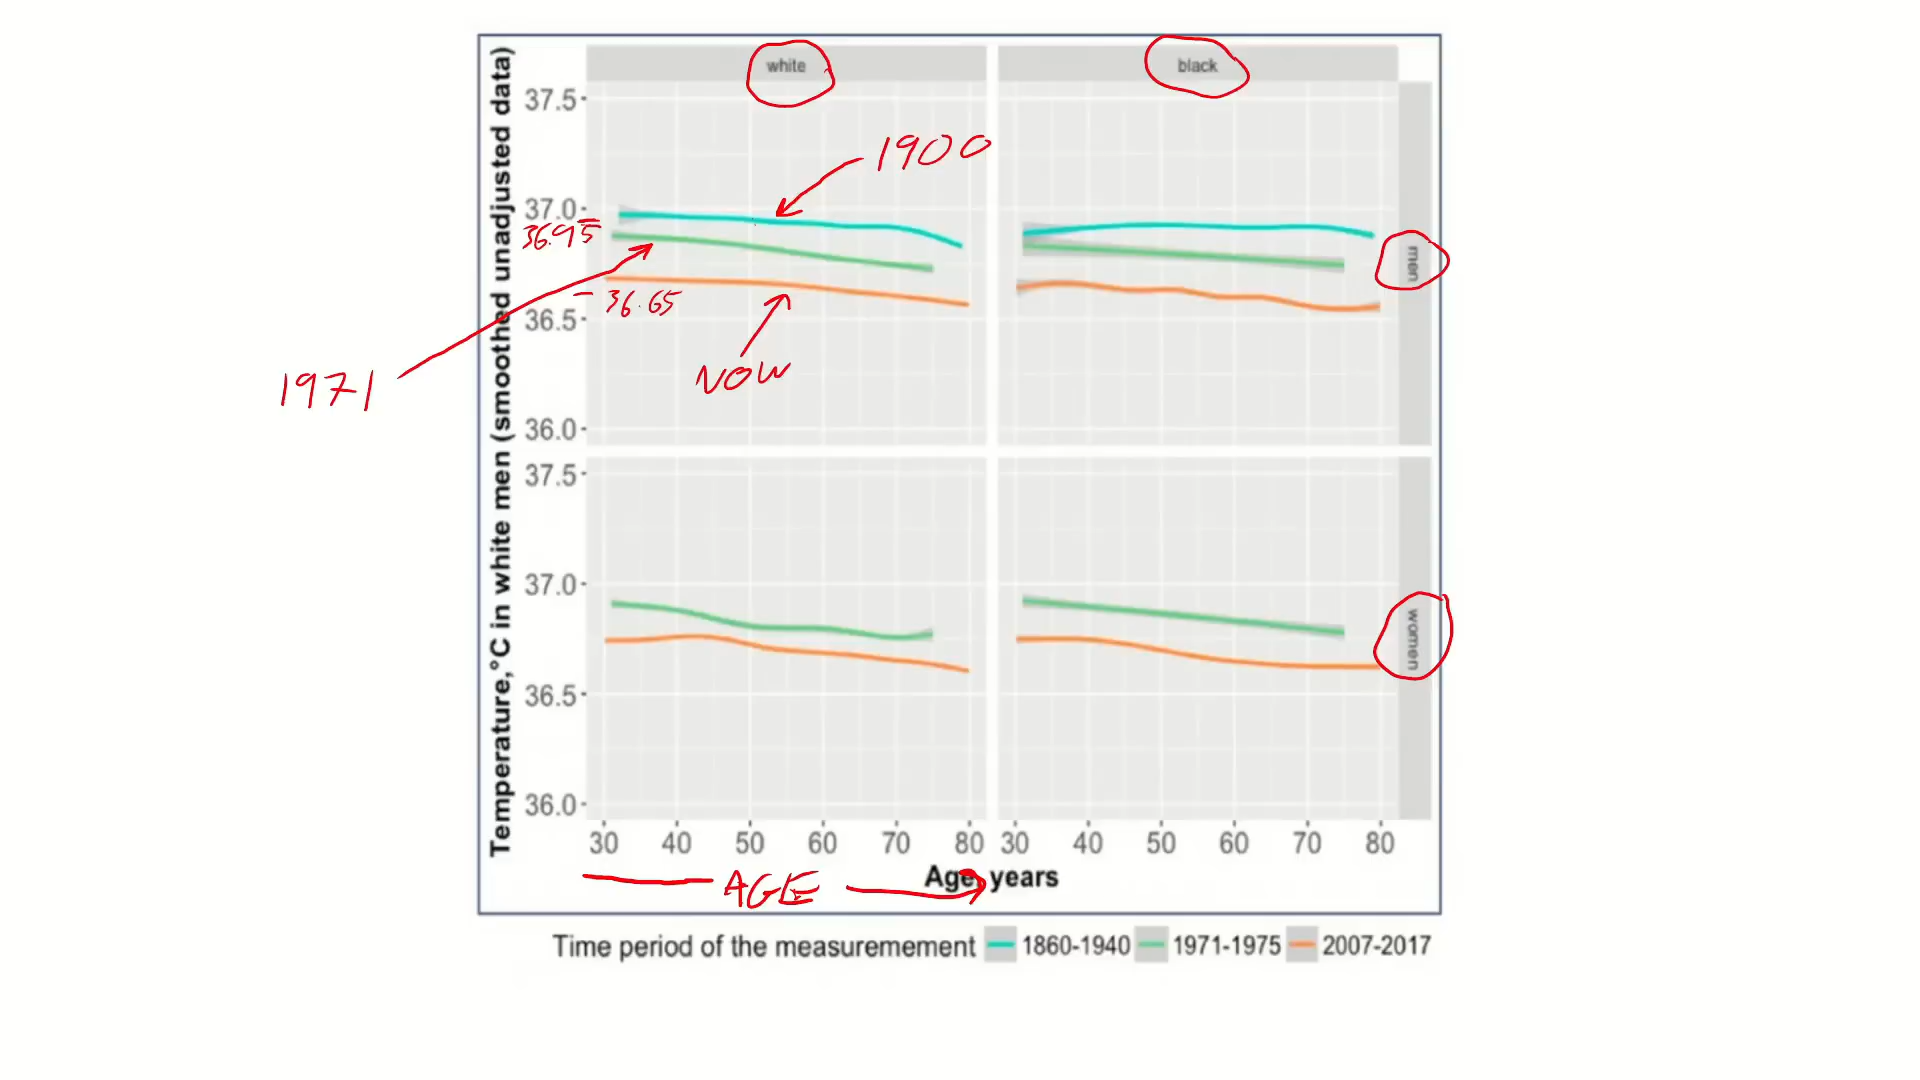 white black
Temperature,°C in white men (smoothed unadjusted data)
37.5
1900
37.0
36.95
men
36.65
36.5
1971
NOW
36.0
37.5
37.0
women
36.5
36.0
30 40 50 60 70 80 30 40 50 60 70 80
Age, years
AGE
Time period of the measuremement 1860-1940 1971-1975 2007-2017